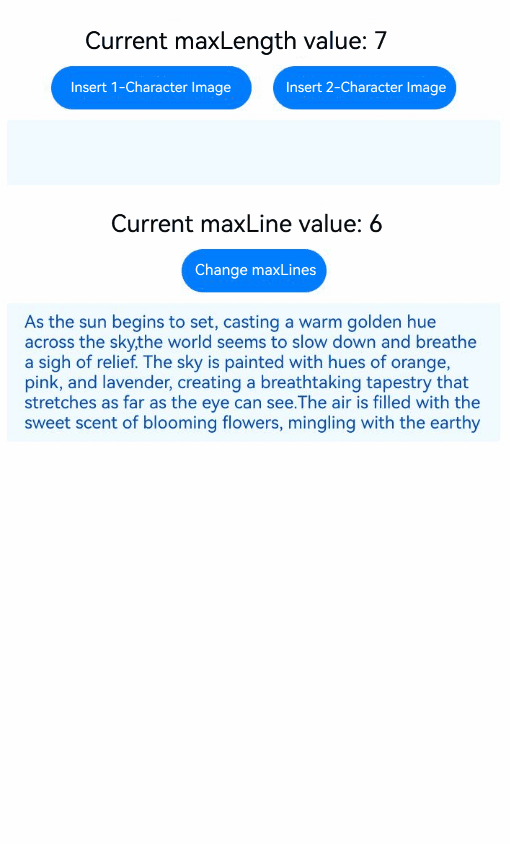 Current maxLength value: 7
Insert 1-Character Image
Insert 2-Character Image
Current maxLine value: 6
Change maxLines
As the sun begins to set, casting a warm golden hue
across the sky,the world seems to slow down and breathe
a sigh of relief. The sky is painted with hues of orange,
pink, and lavender, creating a breathtaking tapestry that
stretches as far as the eye can see.The air is filled with the
sweet scent of blooming flowers, mingling with the earthy